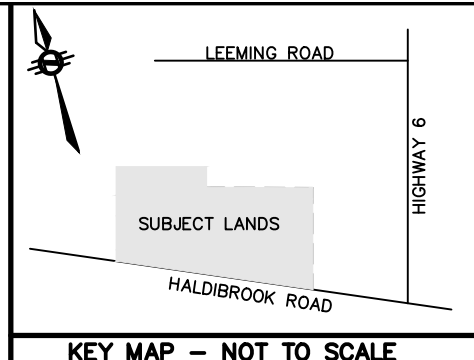 LEEMING ROAD
HIGHWAY 6
SUBJECT LANDS
HALDIBROOK ROAD
KEY MAP – NOT TO SCALE